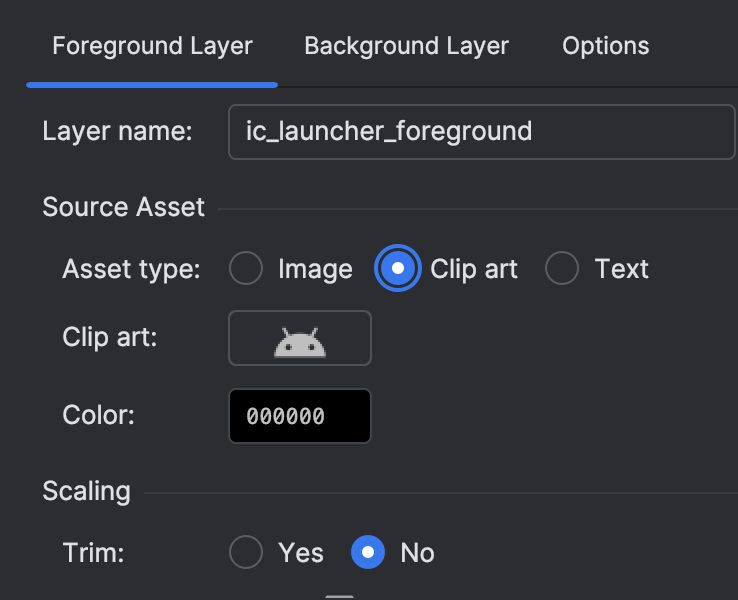 Foreground Layer Background Layer Options
Layer name: ic_launcher_foreground
Source Asset
Asset type: Image Clip art Text
Clip art:
Color: 000000
Scaling
Trim: Yes No